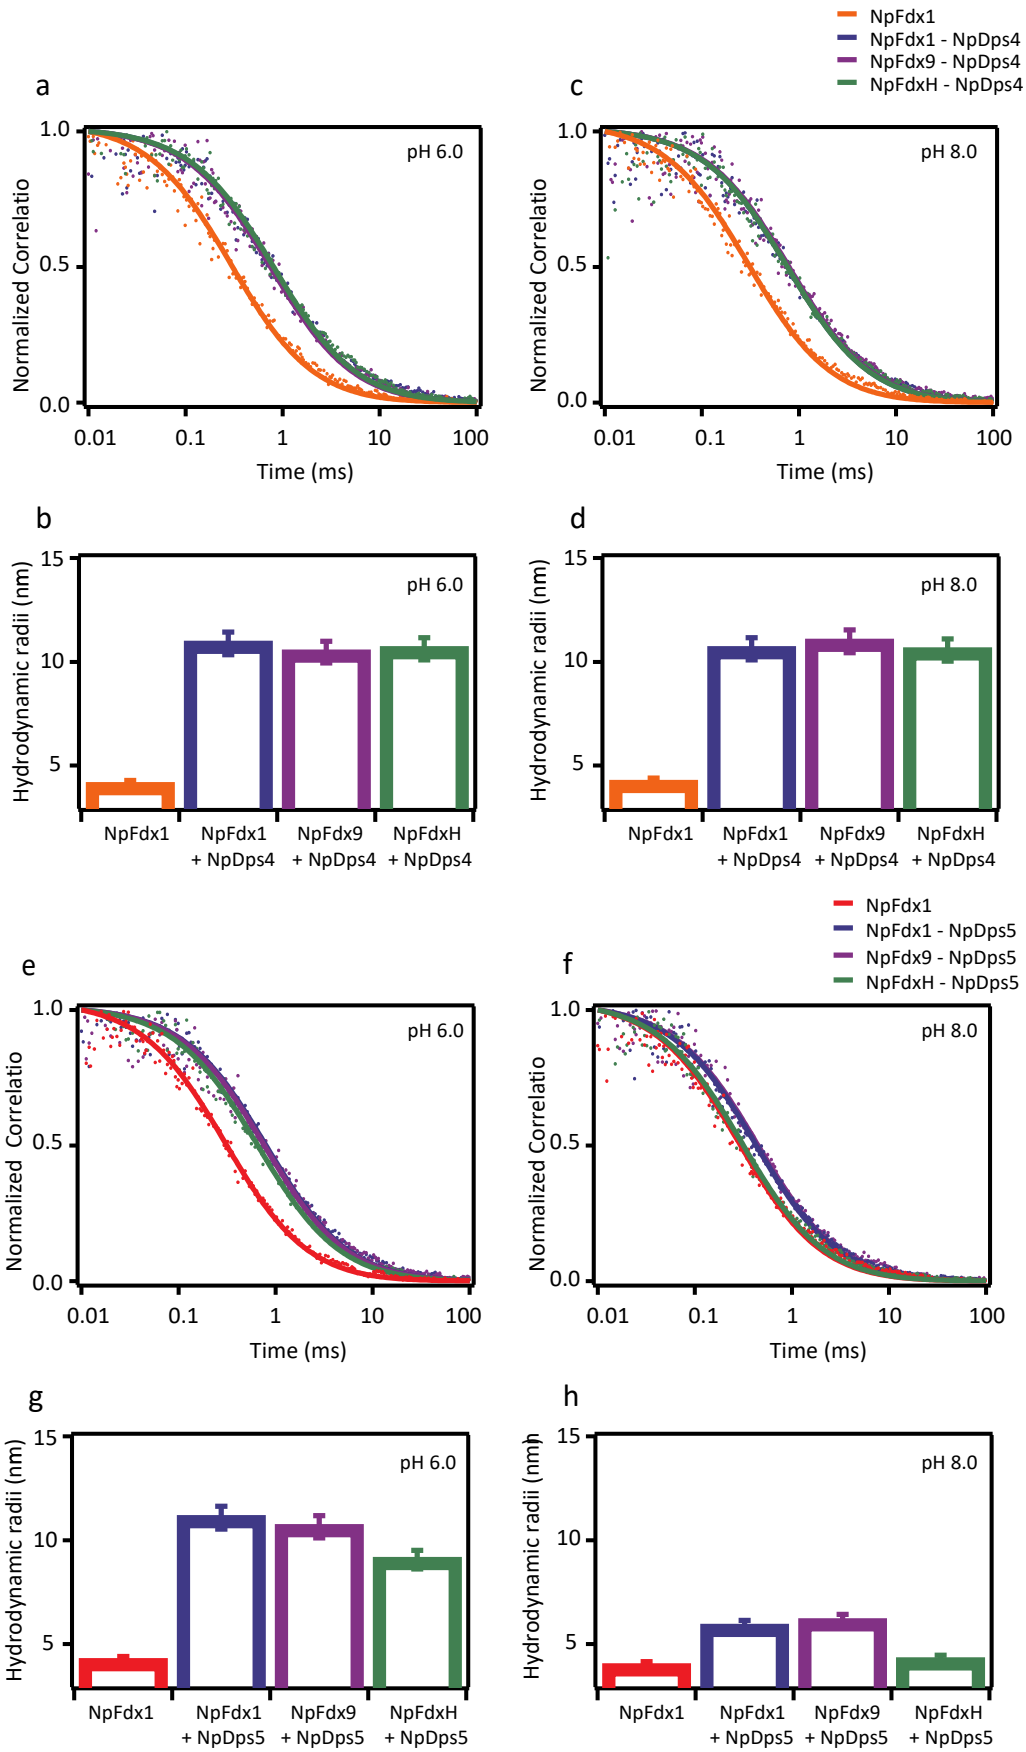 NpFdx1
NpFdx1 - NpDps4
NpFdx9 - NpDps4
NpFdxH - NpDps4
a
1.0
0.5
0.0
Normalized Correlatio
pH 6.0
0.01 0.1 1 10 100
Time (ms)
c
1.0
0.5
0.0
Normalized Correlatio
pH 8.0
0.01 0.1 1 10 100
Time (ms)
b
15
10
5
Hydrodynamic radii (nm)
pH 6.0
NpFdx1 NpFdx1 NpFdx9 NpFdxH
+ NpDps4 + NpDps4 + NpDps4
d
15
10
5
Hydrodynamic radii (nm)
pH 8.0
NpFdx1 NpFdx1 NpFdx9 NpFdxH
+ NpDps4 + NpDps4 + NpDps4
NpFdx1
NpFdx1 - NpDps5
NpFdx9 - NpDps5
NpFdxH - NpDps5
e
1.0
0.5
0.0
Normalized Correlatio
pH 6.0
0.01 0.1 1 10 100
Time (ms)
f
1.0
0.5
0.0
Normalized Correlatio
pH 8.0
0.01 0.1 1 10 100
Time (ms)
g
15
10
5
Hydrodynamic radii (nm)
pH 6.0
NpFdx1 NpFdx1 NpFdx9 NpFdxH
+ NpDps5 + NpDps5 + NpDps5
h
15
10
5
Hydrodynamic radii (nm)
pH 8.0
NpFdx1 NpFdx1 NpFdx9 NpFdxH
+ NpDps5 + NpDps5 + NpDps5